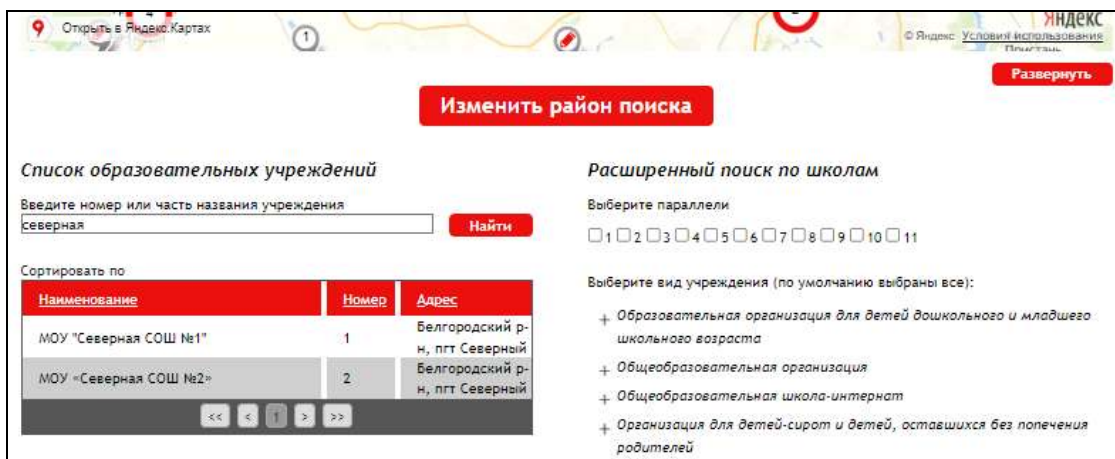 Открыть в Яндекс.Картах
4
1
2
Яндекс
© Яндекс Условия использования
Пристань
Развернуть
Изменить район поиска
Список образовательных учреждений
Введите номер или часть названия учреждения
северная
Найти
Сортировать по
Наименование Номер Адрес
МОУ "Северная СОШ №1" 1 Белгородский р-
н, пгт Северный
МОУ «Северная СОШ №2» 2 Белгородский р-
н, пгт Северный
<< < 1 > >>
Расширенный поиск по школам
Выберите параллели
1 2 3 4 5 6 7 8 9 10 11
Выберите вид учреждения (по умолчанию выбраны все):
+ Образовательная организация для детей дошкольного и младшего
школьного возраста
+ Общеобразовательная организация
+ Общеобразовательная школа-интернат
+ Организация для детей-сирот и детей, оставшихся без попечения
родителей